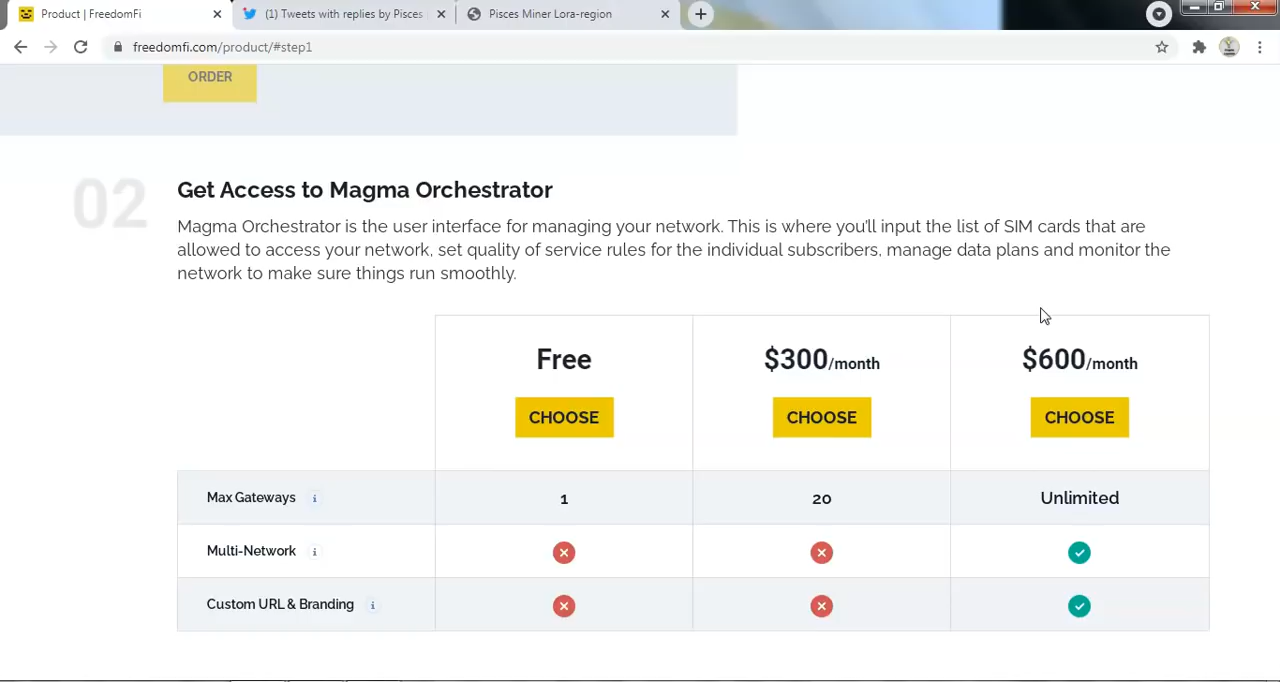 Product | FreedomFi
(1) Tweets with replies by Pisces
Pisces Miner Lora-region
freedomfi.com/product/#step1
ORDER
02
Get Access to Magma Orchestrator
Magma Orchestrator is the user interface for managing your network. This is where you'll input the list of SIM cards that are
allowed to access your network, set quality of service rules for the individual subscribers, manage data plans and monitor the
network to make sure things run smoothly.
Free $300/month $600/month
CHOOSE CHOOSE CHOOSE
Max Gateways i 1 20 Unlimited
Multi-Network i
Custom URL & Branding i